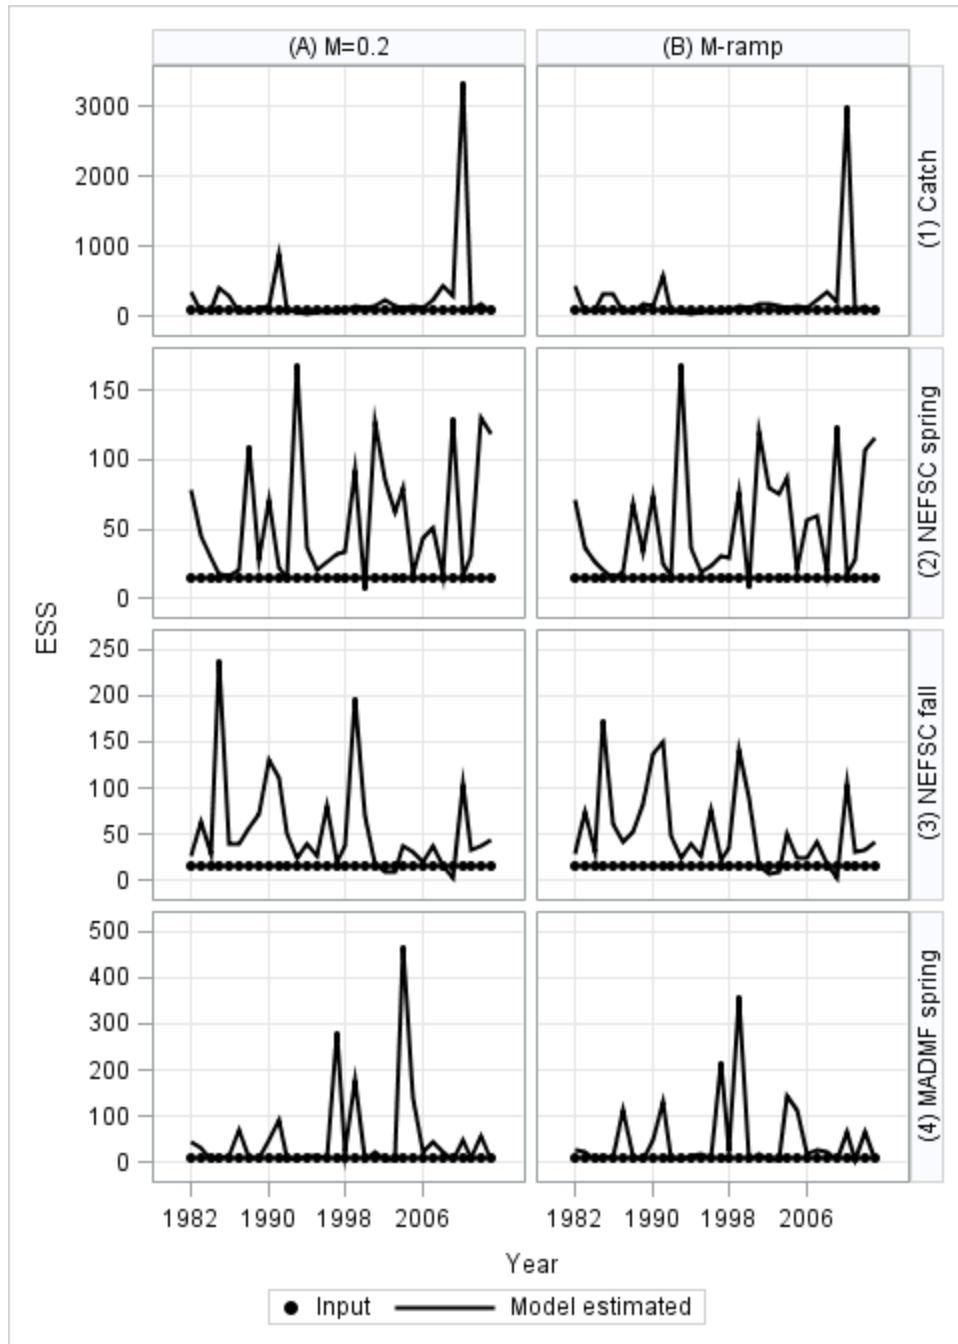 (A) M=0.2
(B) M-ramp
3000
2000
1000
0
(1) Catch
150
100
50
0
(2) NEFSC spring
ESS
250
200
150
100
50
0
(3) NEFSC fall
500
400
300
200
100
0
(4) MADMF spring
1982 1990 1998 2006
1982 1990 1998 2006
Year
Input Model estimated